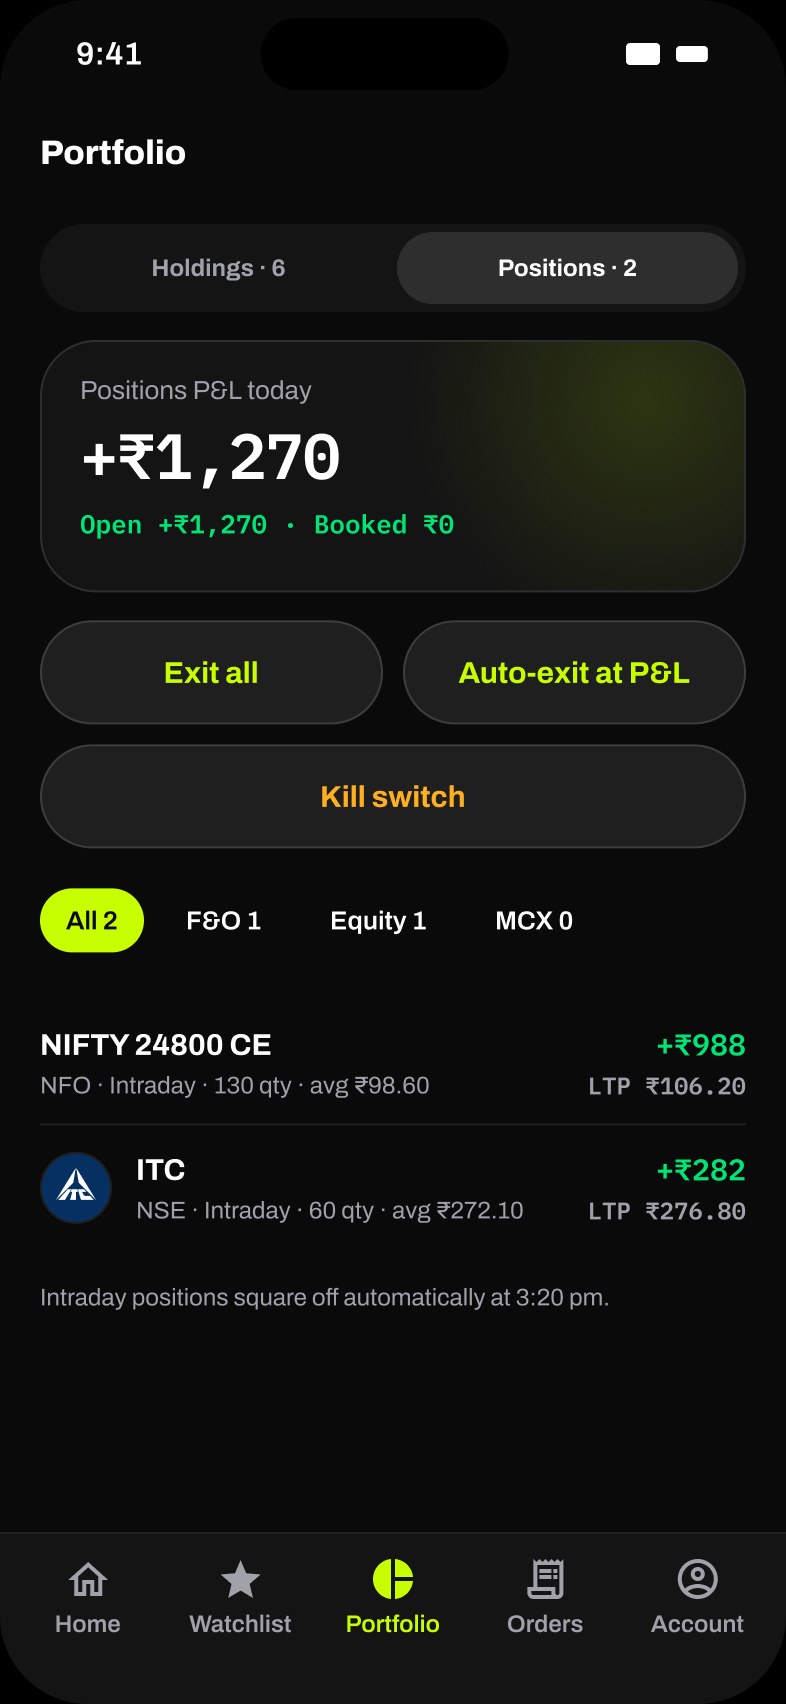 9:41
Portfolio
Holdings · 6
Positions · 2
Positions P&L today
+₹1,270
Open +₹1,270 · Booked ₹0
Exit all
Auto-exit at P&L
Kill switch
All 2
F&O 1
Equity 1
MCX 0
NIFTY 24800 CE
+₹988
NFO · Intraday · 130 qty · avg ₹98.60
LTP ₹106.20
ITC
ITC
+₹282
NSE · Intraday · 60 qty · avg ₹272.10
LTP ₹276.80
Intraday positions square off automatically at 3:20 pm.
Home
Watchlist
Portfolio
Orders
Account